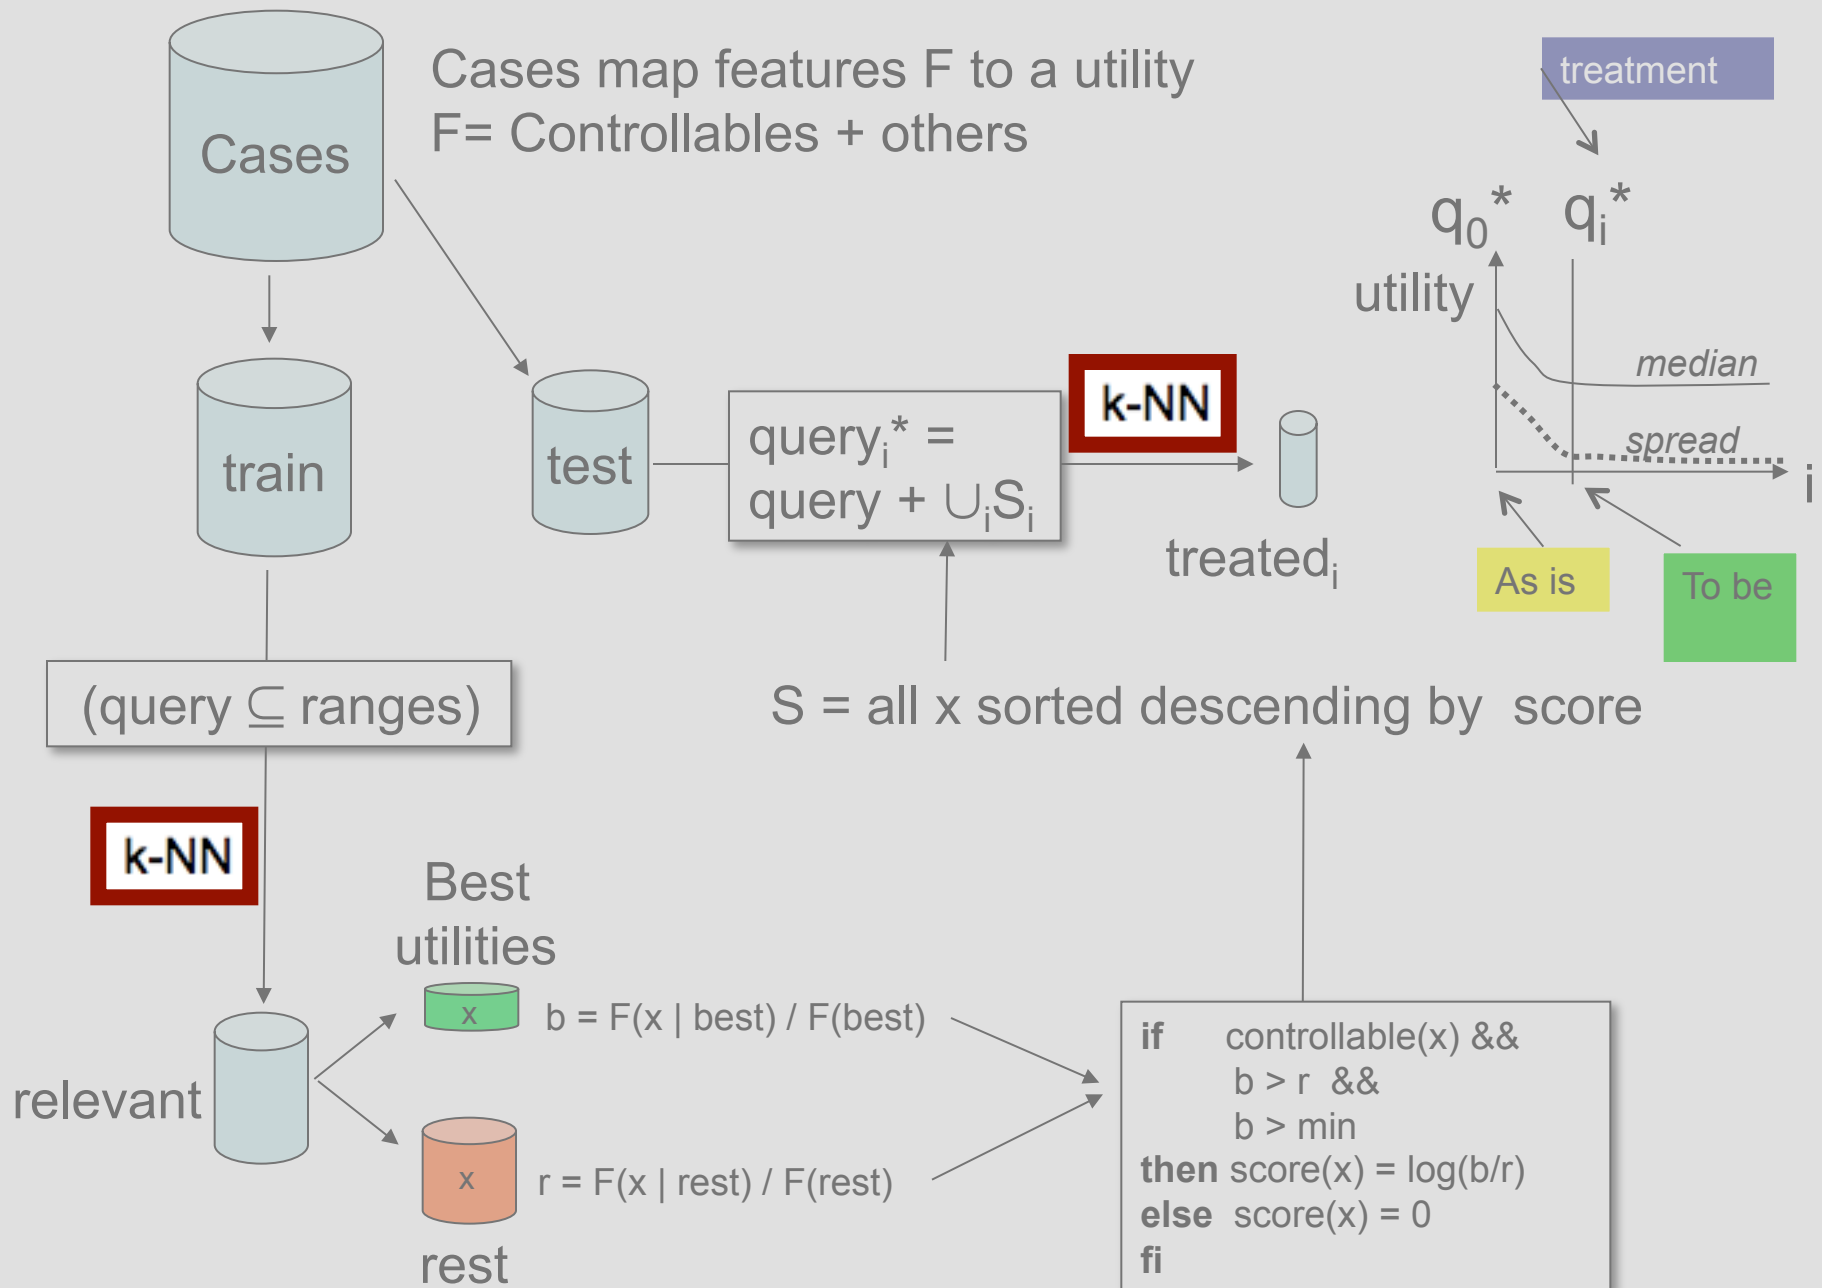 Cases map features F to a utility
F= Controllables + others
Cases
treatment
q₀* qᵢ*
utility
median
spread
i
As is
To be
train
test
queryᵢ* =
query + ∪ᵢSᵢ
k-NN
treatedᵢ
(query ⊆ ranges)
S = all x sorted descending by score
k-NN
Best
utilities
x
b = F(x | best) / F(best)
relevant
x
r = F(x | rest) / F(rest)
rest
if controllable(x) &&
b > r &&
b > min
then score(x) = log(b/r)
else score(x) = 0
fi